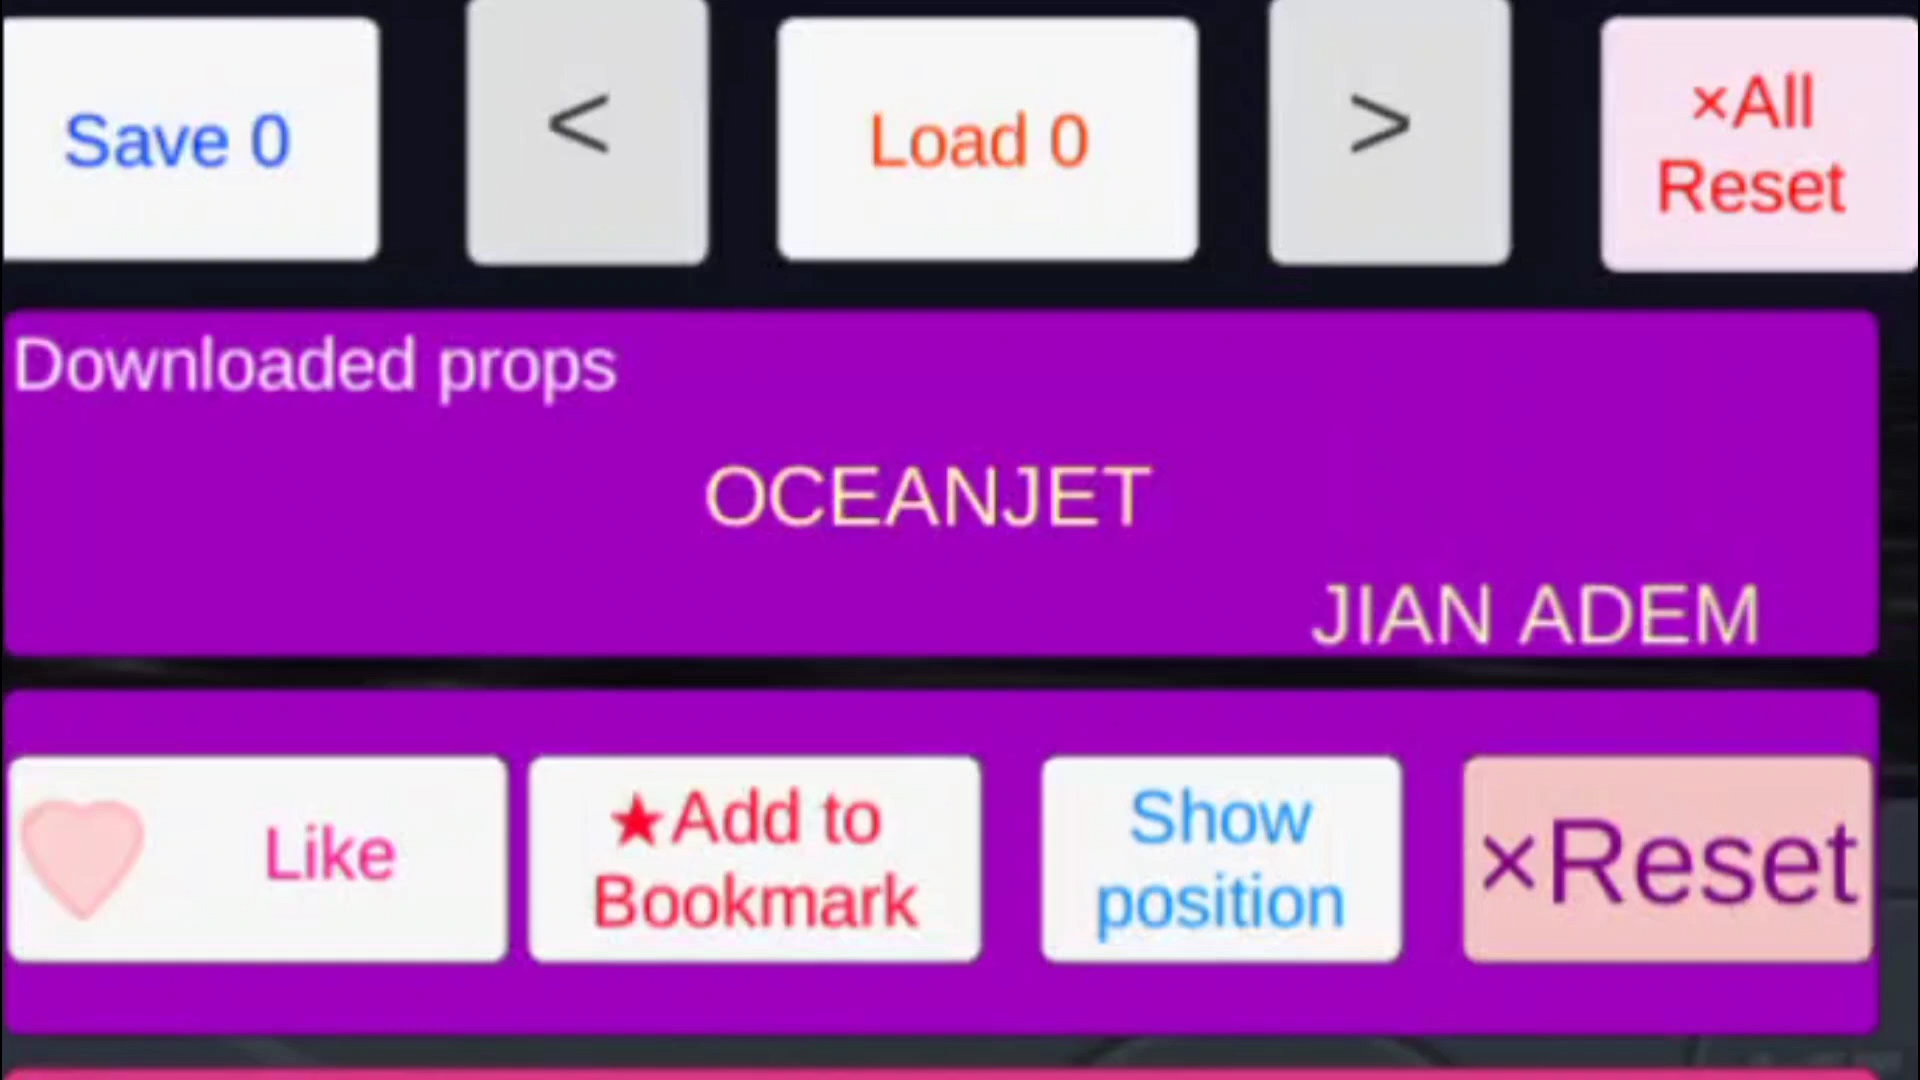 Save 0
<
Load 0
>
×All
Reset
Downloaded props
OCEANJET
JIAN ADEM
Like
★Add to
Bookmark
Show
position
×Reset